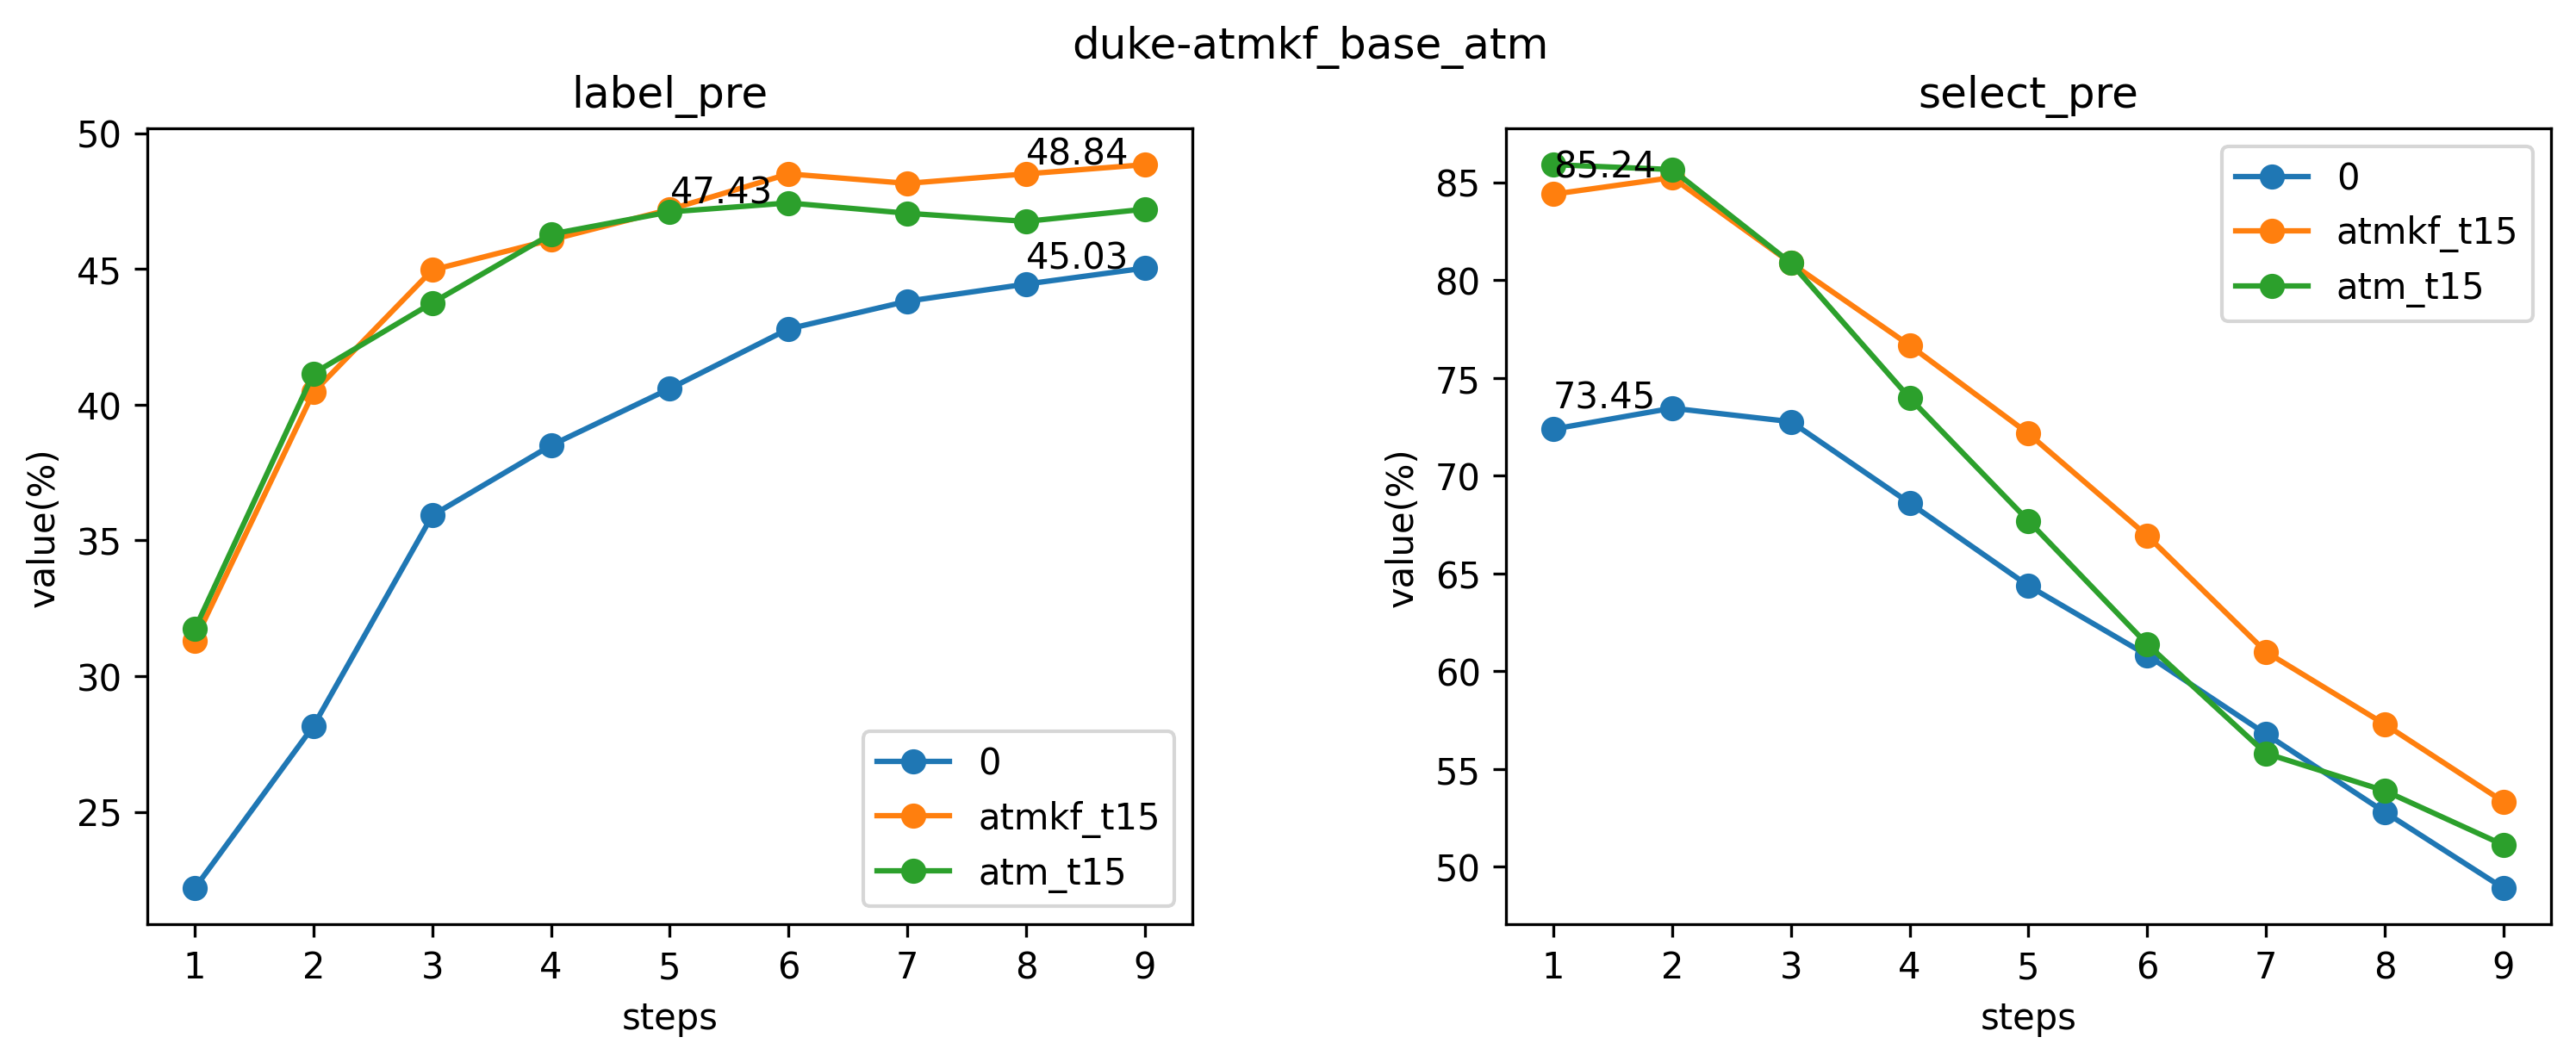 duke-atmkf_base_atm
label_pre
50
45
40
35
30
25
value(%)
48.84
47.43
45.03
0
atmkf_t15
atm_t15
1 2 3 4 5 6 7 8 9
steps
select_pre
85
80
75
70
65
60
55
50
value(%)
85.24
73.45
0
atmkf_t15
atm_t15
1 2 3 4 5 6 7 8 9
steps